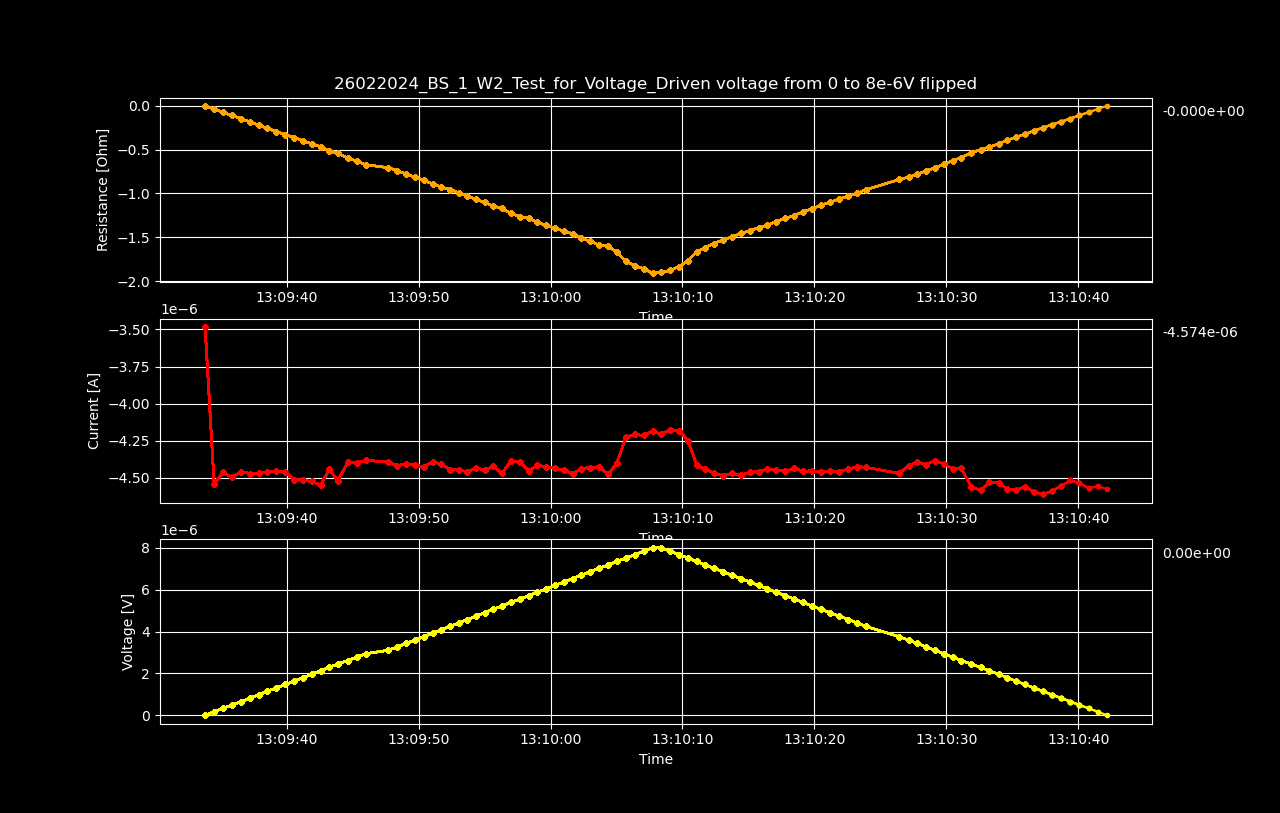 26022024_BS_1_W2_Test_for_Voltage_Driven voltage from 0 to 8e-6V flipped
Resistance [Ohm]
0.0
−0.5
−1.0
−1.5
−2.0
-0.000e+00
13:09:40 13:09:50 13:10:00 13:10:10 13:10:20 13:10:30 13:10:40
Time
1e−6
Current [A]
−3.50
−3.75
−4.00
−4.25
−4.50
-4.574e-06
13:09:40 13:09:50 13:10:00 13:10:10 13:10:20 13:10:30 13:10:40
Time
1e−6
Voltage [V]
8
6
4
2
0
0.00e+00
13:09:40 13:09:50 13:10:00 13:10:10 13:10:20 13:10:30 13:10:40
Time